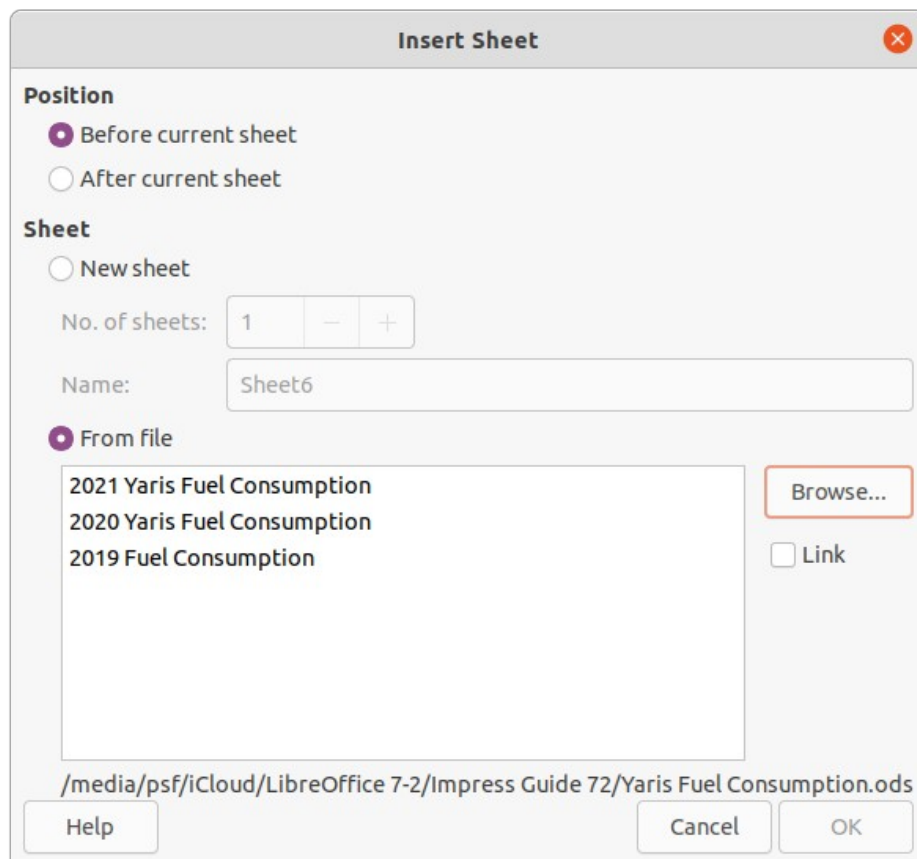 Insert Sheet
Position
Before current sheet
After current sheet
Sheet
New sheet
No. of sheets: 1
Name: Sheet6
From file
2021 Yaris Fuel Consumption
Browse...
2020 Yaris Fuel Consumption
2019 Fuel Consumption
Link
/media/psf/iCloud/LibreOffice 7-2/Impress Guide 72/Yaris Fuel Consumption.ods
Help Cancel OK